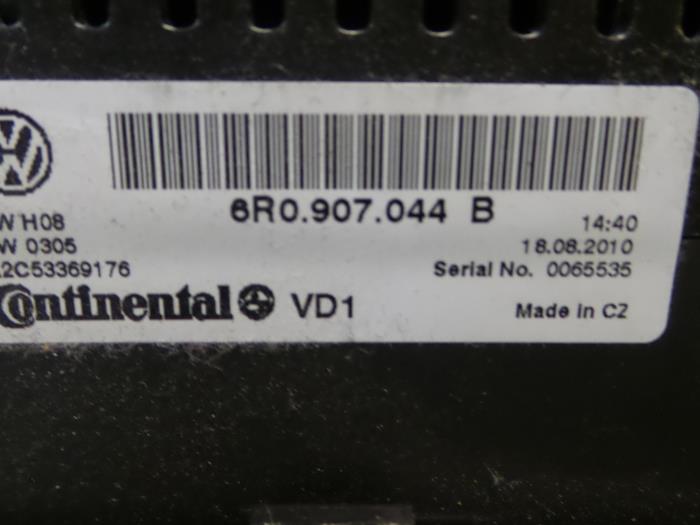 6R0.907.044 B
14:40
H08
18.08.2010
0305
2C53369176
Serial No. 0065535
Continental VD1
Made in CZ